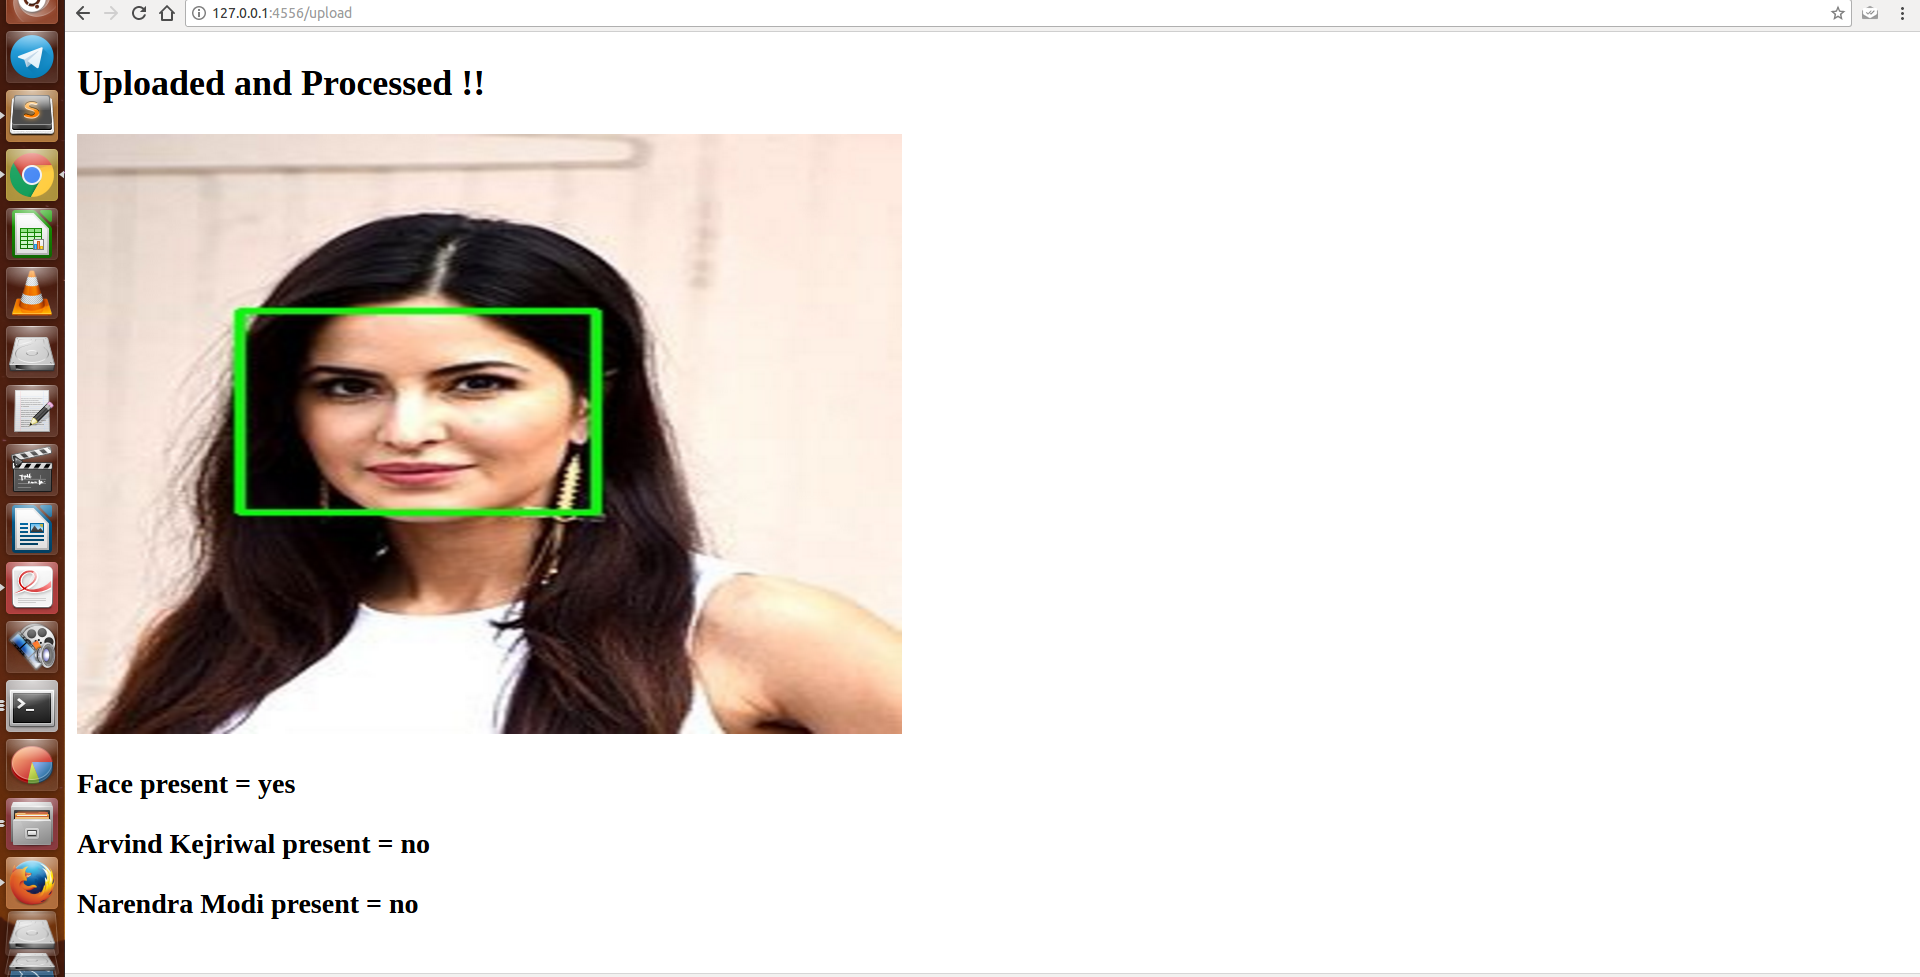 127.0.0.1:4556/upload
Uploaded and Processed !!
Face present = yes
Arvind Kejriwal present = no
Narendra Modi present = no